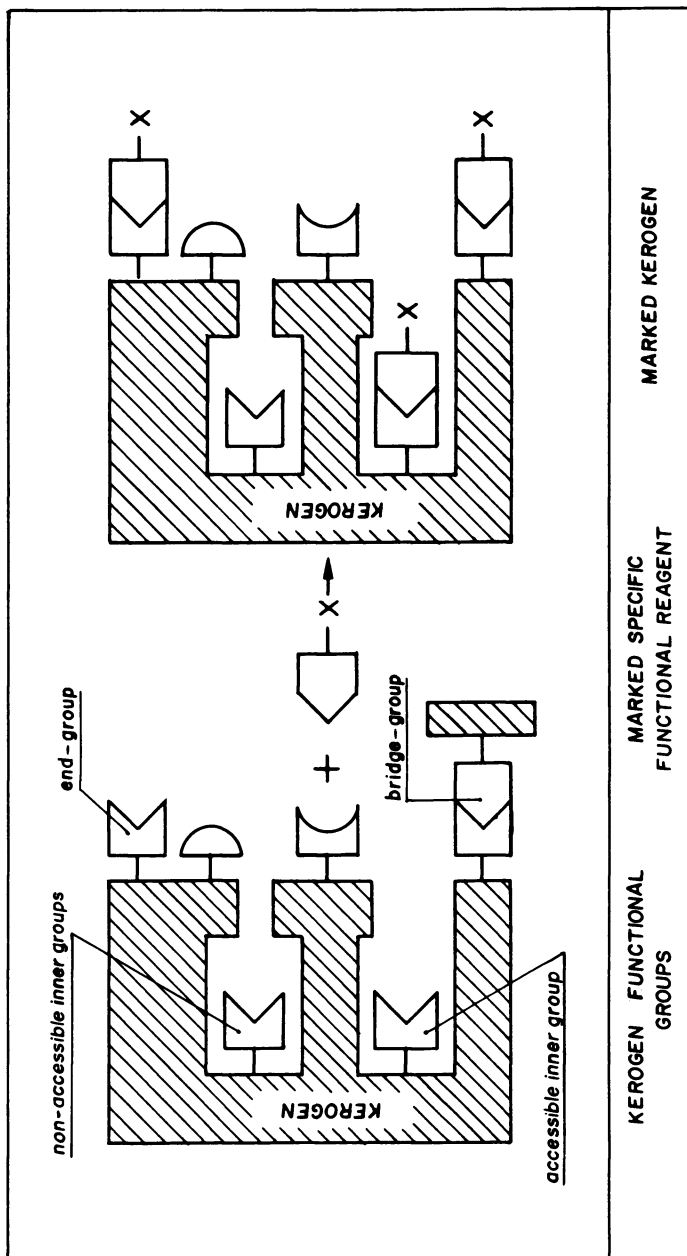 non-accessible inner groups
end-group
X
KEROGEN
+
X
KEROGEN
X
accessible inner group
bridge-group
X
KEROGEN FUNCTIONAL
GROUPS
MARKED SPECIFIC
FUNCTIONAL REAGENT
MARKED KEROGEN